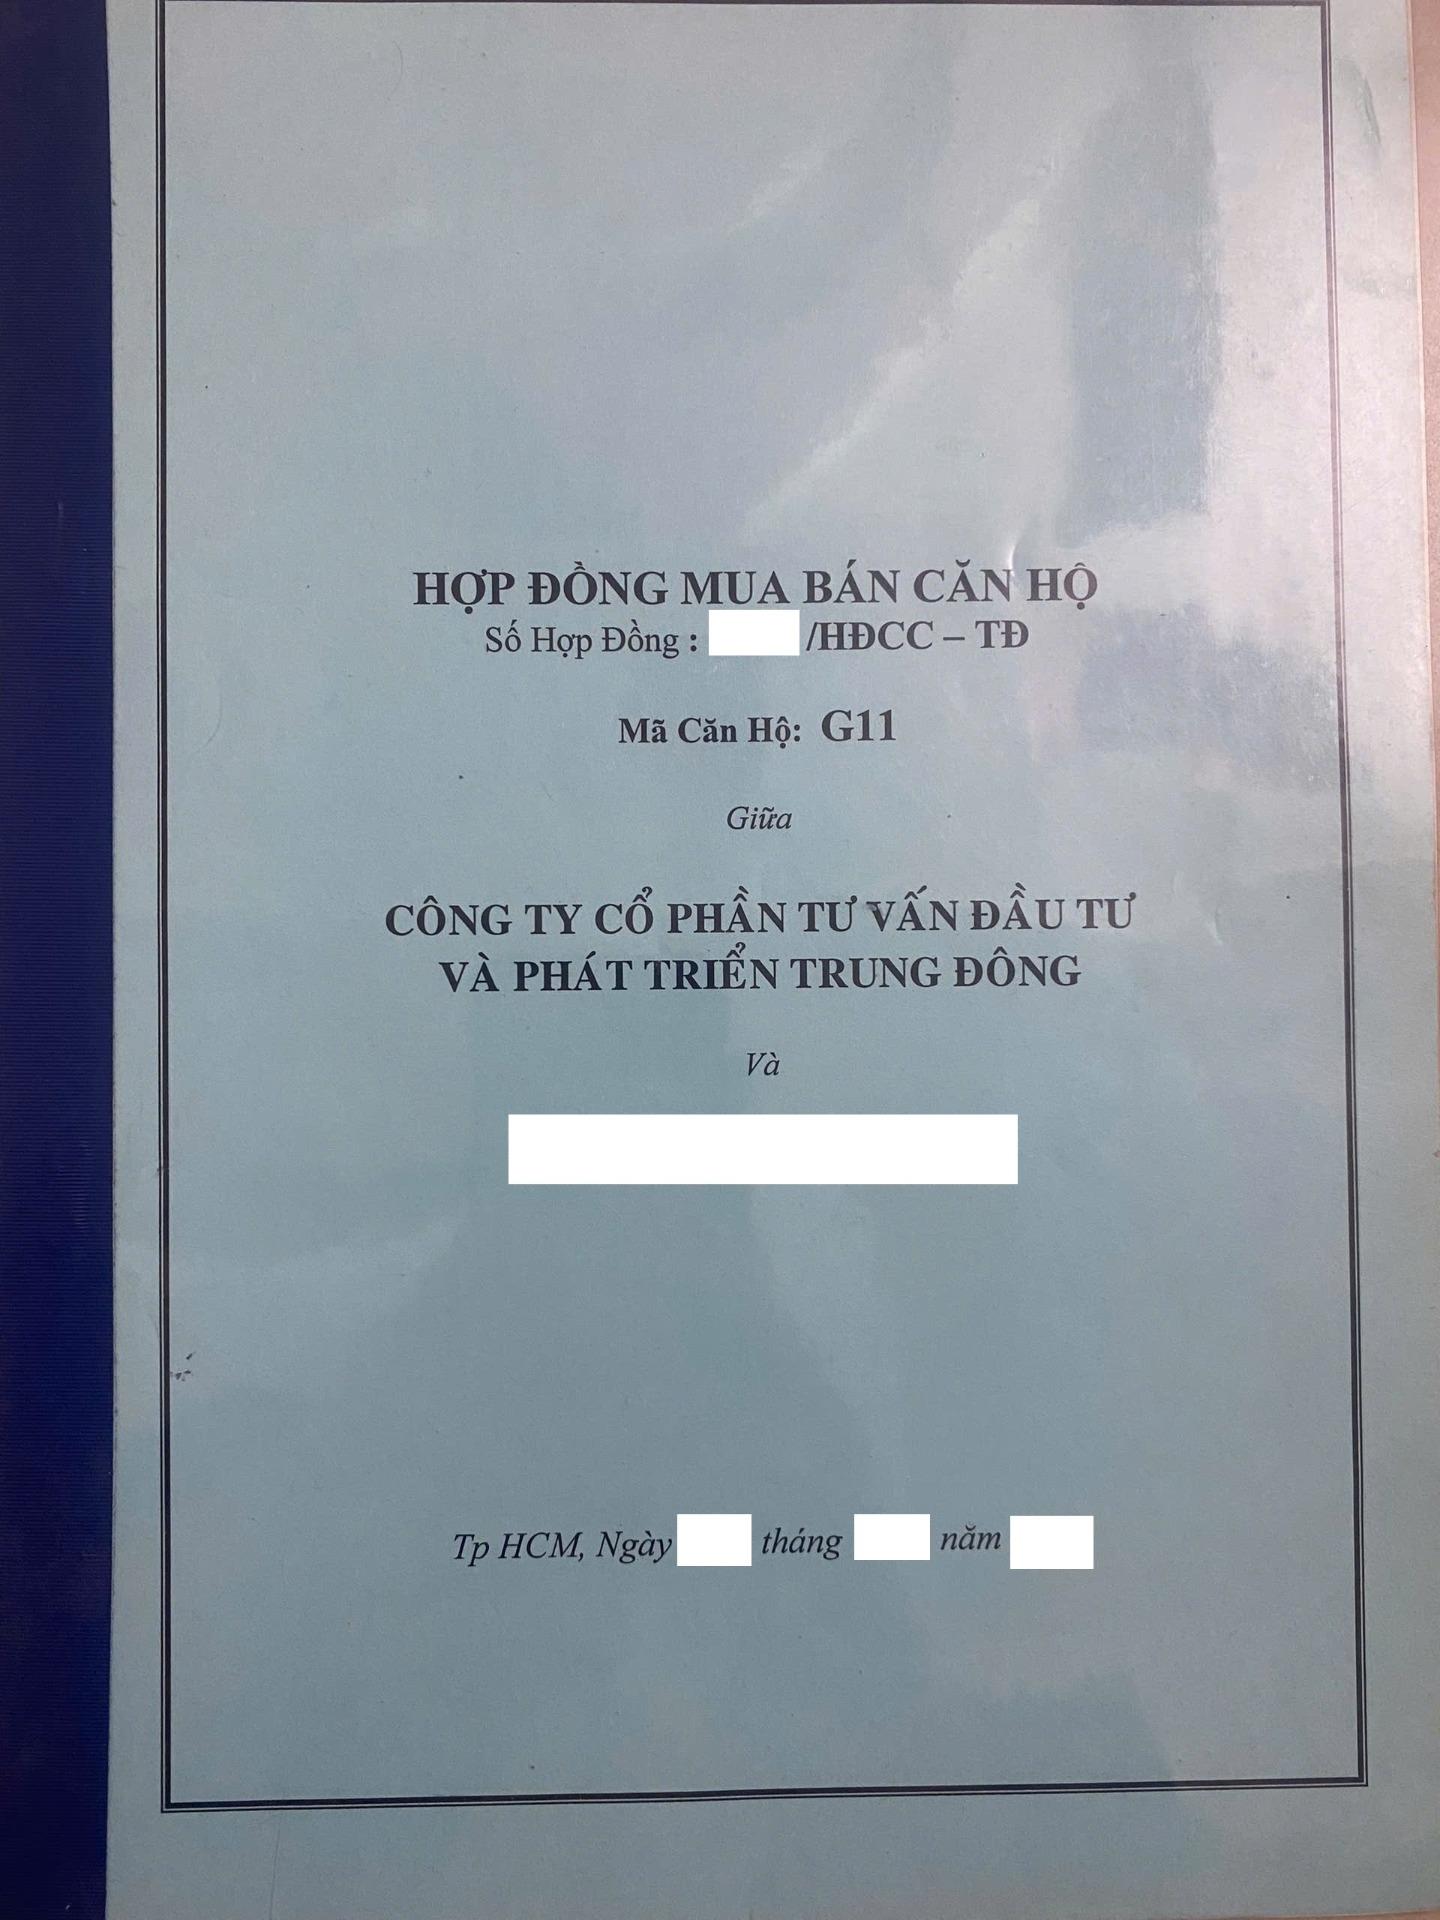 HỢP ĐỒNG MUA BÁN CĂN HỘ
Số Hợp Đồng : /HĐCC – TĐ
Mã Căn Hộ: G11
Giữa
CÔNG TY CỔ PHẦN TƯ VẤN ĐẦU TƯ
VÀ PHÁT TRIỂN TRUNG ĐÔNG
Và
Tp HCM, Ngày tháng năm